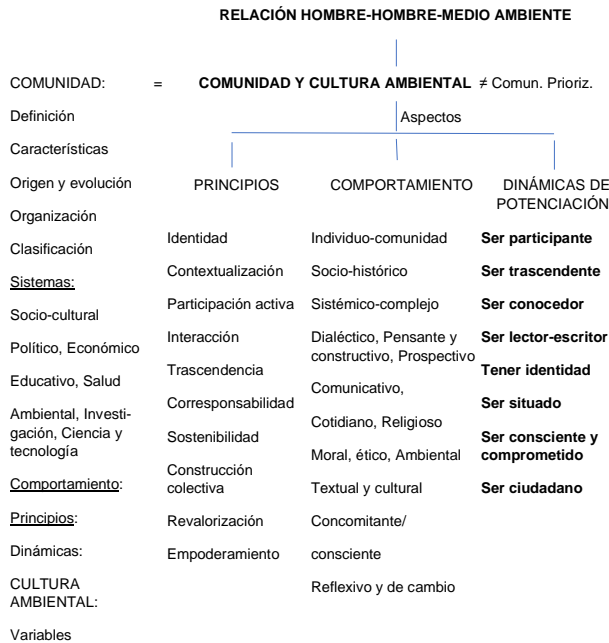 RELACIÓN HOMBRE-HOMBRE-MEDIO AMBIENTE
COMUNIDAD: = COMUNIDAD Y CULTURA AMBIENTAL ≠ Comun. Prioriz.
Aspectos
Definición
Características
Origen y evolución
Organización
Clasificación
Sistemas:
Socio-cultural
Político, Económico
Educativo, Salud
Ambiental, Investi-
gación, Ciencia y
tecnología
Comportamiento:
Principios:
Dinámicas:
CULTURA
AMBIENTAL:
Variables
PRINCIPIOS
Identidad
Contextualización
Participación activa
Interacción
Trascendencia
Corresponsabilidad
Sostenibilidad
Construcción
colectiva
Revalorización
Empoderamiento
COMPORTAMIENTO
Individuo-comunidad
Socio-histórico
Sistémico-complejo
Dialéctico, Pensante y
constructivo, Prospectivo
Comunicativo,
Cotidiano, Religioso
Moral, ético, Ambiental
Textual y cultural
Concomitante/
consciente
Reflexivo y de cambio
DINÁMICAS DE
POTENCIACIÓN
Ser participante
Ser trascendente
Ser conocedor
Ser lector-escritor
Tener identidad
Ser situado
Ser consciente y
comprometido
Ser ciudadano